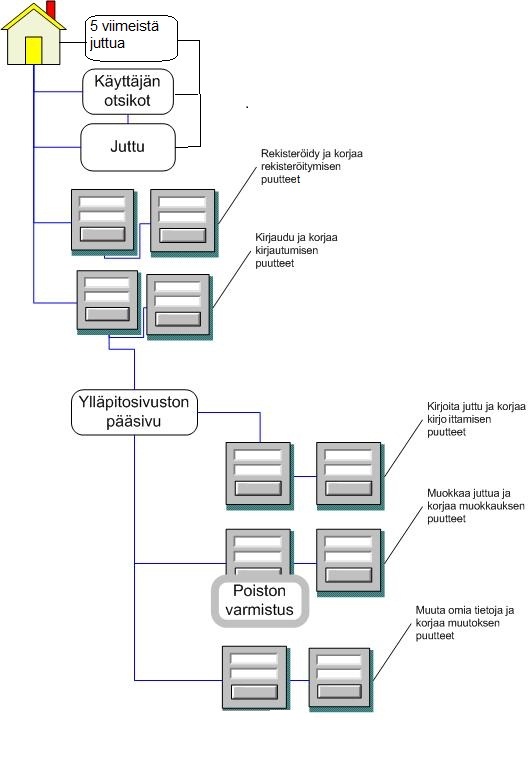 5 viimeistä
juttua
Käyttäjän
otsikot
Juttu
Rekisteröidy ja korjaa
rekisteröitymisen
puutteet
Kirjaudu ja korjaa
kirjautumisen
puutteet
Ylläpitosivuston
pääsivu
Kirjoita juttu ja korjaa
kirjoittamisen
puutteet
Muokkaa juttua ja
korjaa muokkauksen
puutteet
Poiston
varmistus
Muuta omia tietoja ja
korjaa muutoksen
puutteet